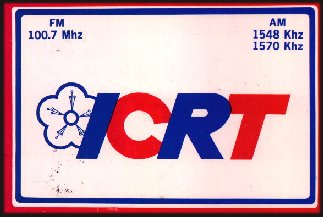 FM
100.7 Mhz
AM
1548 Khz
1570 Khz
ICRT